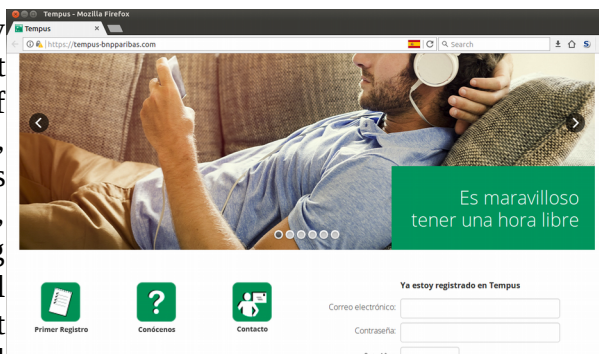 Tempus - Mozilla Firefox
Tempus
https://tempus-bnpparibas.com
Search
Es maravilloso
tener una hora libre
Ya estoy registrado en Tempus
Correo electrónico:
Contraseña:
Primer Registro
Conócenos
Contacto